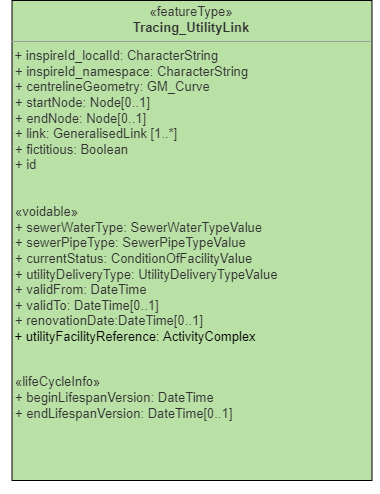 «featureType»
Tracing_UtilityLink
+ inspireId_localId: CharacterString
+ inspireId_namespace: CharacterString
+ centrelineGeometry: GM_Curve
+ startNode: Node[0..1]
+ endNode: Node[0..1]
+ link: GeneralisedLink [1..*]
+ fictitious: Boolean
+ id
«voidable»
+ sewerWaterType: SewerWaterTypeValue
+ sewerPipeType: SewerPipeTypeValue
+ currentStatus: ConditionOfFacilityValue
+ utilityDeliveryType: UtilityDeliveryTypeValue
+ validFrom: DateTime
+ validTo: DateTime[0..1]
+ renovationDate:DateTime[0..1]
+ utilityFacilityReference: ActivityComplex
«lifeCycleInfo»
+ beginLifespanVersion: DateTime
+ endLifespanVersion: DateTime[0..1]